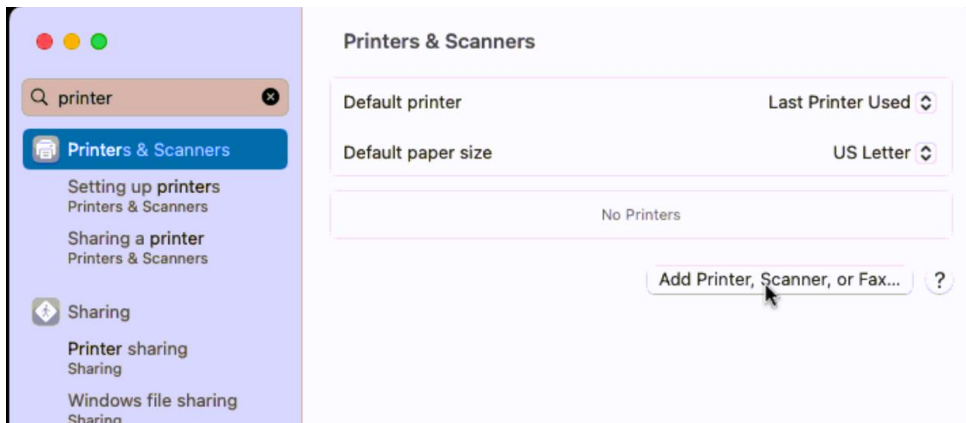 printer
Printers & Scanners
Setting up printers
Printers & Scanners
Sharing a printer
Printers & Scanners
Sharing
Printer sharing
Sharing
Windows file sharing
Sharing
Printers & Scanners
Default printer
Last Printer Used
Default paper size
US Letter
No Printers
Add Printer, Scanner, or Fax...
?